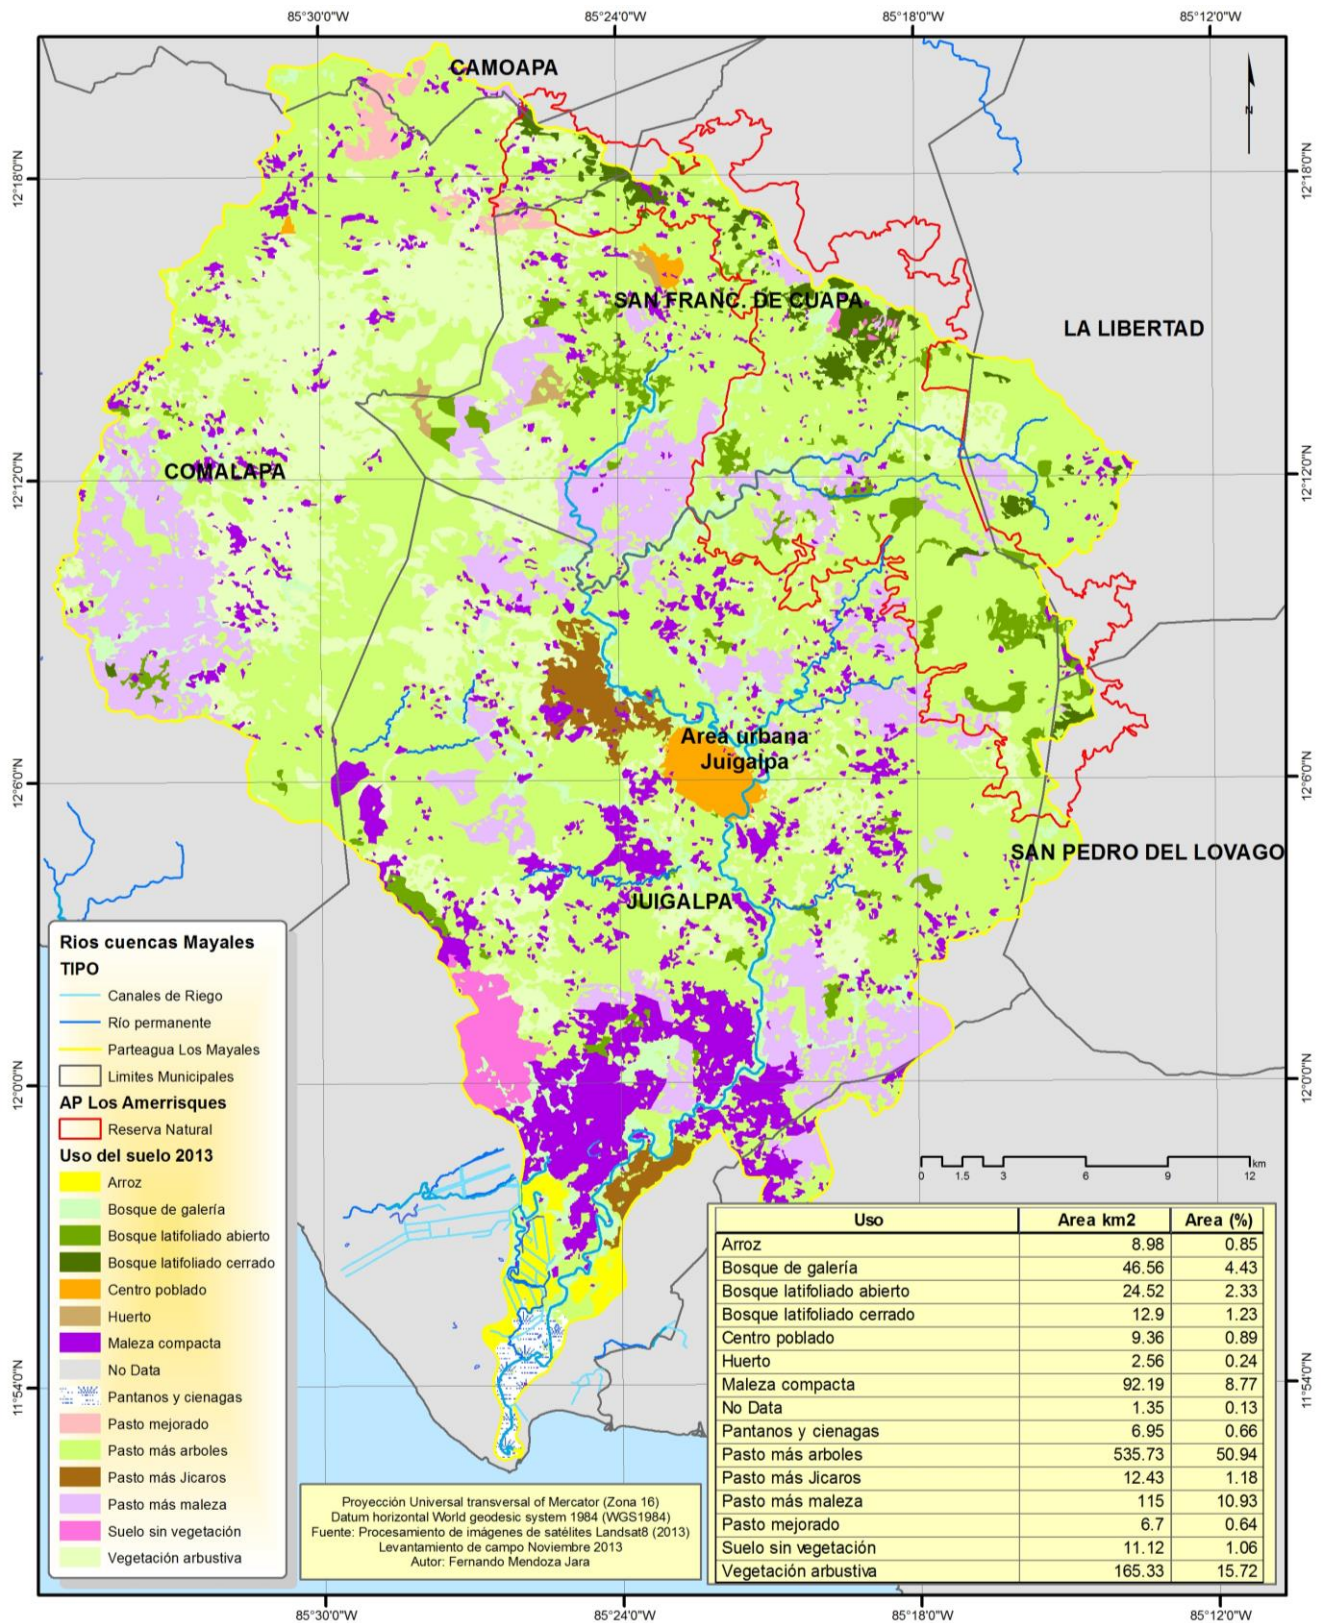 85°30'0"W 85°24'0"W 85°18'0"W 85°12'0"W
CAMOAPA
N
12°18'0"N 12°18'0"N
SAN FRANC. DE CUAPA
LA LIBERTAD
COMALAPA
12°12'0"N 12°12'0"N
Area urbana
Juigalpa
12°6'0"N 12°6'0"N
SAN PEDRO DEL LOVAGO
JUIGALPA
12°0'0"N 12°0'0"N
Rios cuencas Mayales
TIPO
Canales de Riego
Río permanente
Parteagua Los Mayales
Limites Municipales
AP Los Amerrisques
Reserva Natural
Uso del suelo 2013
Arroz
Bosque de galería
Bosque latifoliado abierto
Bosque latifoliado cerrado
Centro poblado
Huerto
Maleza compacta
No Data
Pantanos y cienagas
Pasto mejorado
Pasto más arboles
Pasto más Jicaros
Pasto más maleza
Suelo sin vegetación
Vegetación arbustiva
0 1.5 3 6 9 12 km
Uso Area km2 Area (%)
Arroz 8.98 0.85
Bosque de galería 46.56 4.43
Bosque latifoliado abierto 24.52 2.33
Bosque latifoliado cerrado 12.9 1.23
Centro poblado 9.36 0.89
Huerto 2.56 0.24
Maleza compacta 92.19 8.77
No Data 1.35 0.13
Pantanos y cienagas 6.95 0.66
Pasto más arboles 535.73 50.94
Pasto más Jicaros 12.43 1.18
Pasto más maleza 115 10.93
Pasto mejorado 6.7 0.64
Suelo sin vegetación 11.12 1.06
Vegetación arbustiva 165.33 15.72
11°54'0"N 11°54'0"N
Proyección Universal transversal of Mercator (Zona 16)
Datum horizontal World geodesic system 1984 (WGS1984)
Fuente: Procesamiento de imágenes de satélites Landsat8 (2013)
Levantamiento de campo Noviembre 2013
Autor: Fernando Mendoza Jara
85°30'0"W 85°24'0"W 85°18'0"W 85°12'0"W